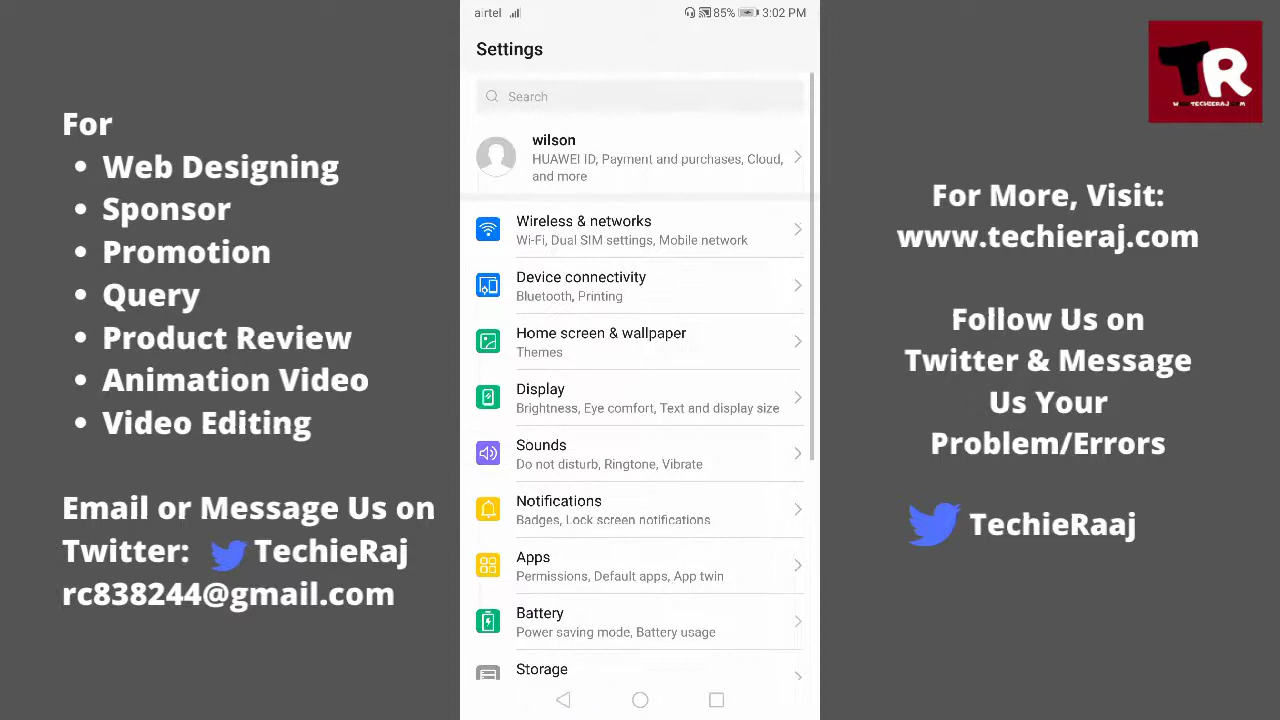 For
Web Designing
Sponsor
Promotion
Query
Product Review
Animation Video
Video Editing
Email or Message Us on
Twitter: TechieRaj
rc838244@gmail.com
airtel 85% 3:02 PM
Settings
Search
wilson
HUAWEI ID, Payment and purchases, Cloud,
and more
Wireless & networks
Wi-Fi, Dual SIM settings, Mobile network
Device connectivity
Bluetooth, Printing
Home screen & wallpaper
Themes
Display
Brightness, Eye comfort, Text and display size
Sounds
Do not disturb, Ringtone, Vibrate
Notifications
Badges, Lock screen notifications
Apps
Permissions, Default apps, App twin
Battery
Power saving mode, Battery usage
Storage
TR
WWW.TECHIERAJ.COM
For More, Visit:
www.techieraj.com
Follow Us on
Twitter & Message
Us Your
Problem/Errors
TechieRaaj